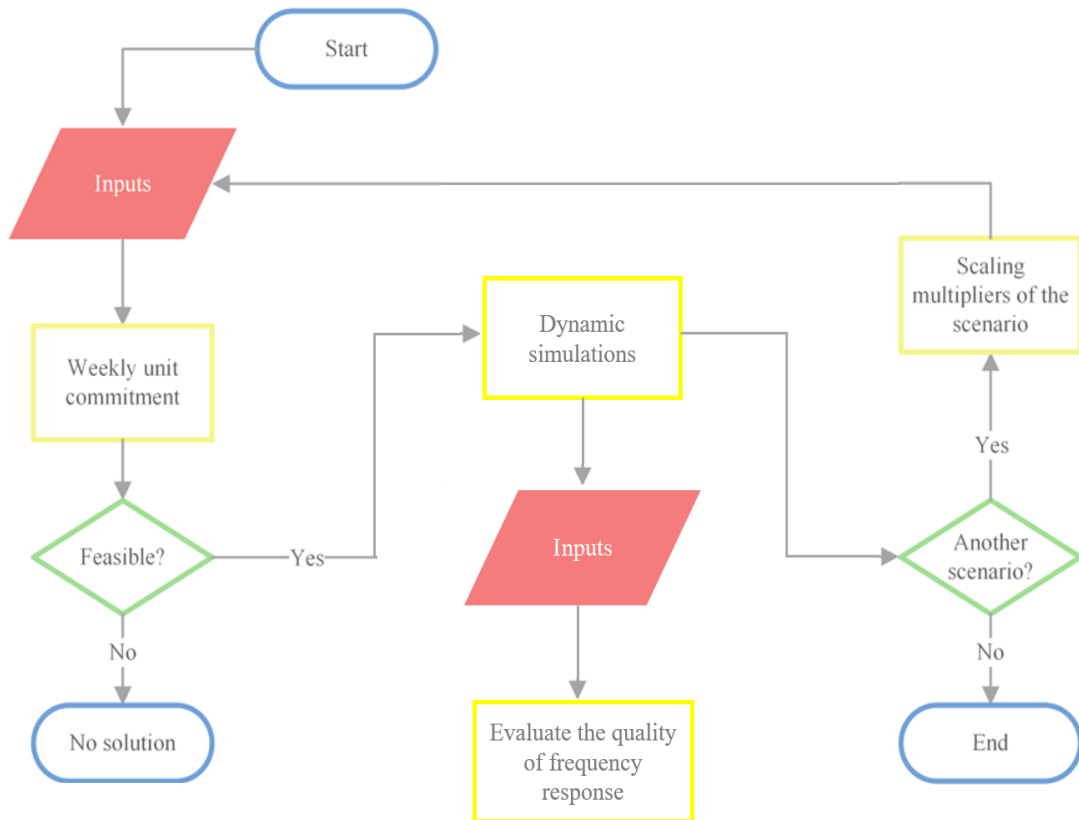 Start
Inputs
Weekly unit
commitment
Feasible?
Yes
No
No solution
Dynamic
simulations
Inputs
Evaluate the quality
of frequency
response
Scaling
multipliers of the
scenario
Yes
Another
scenario?
No
End